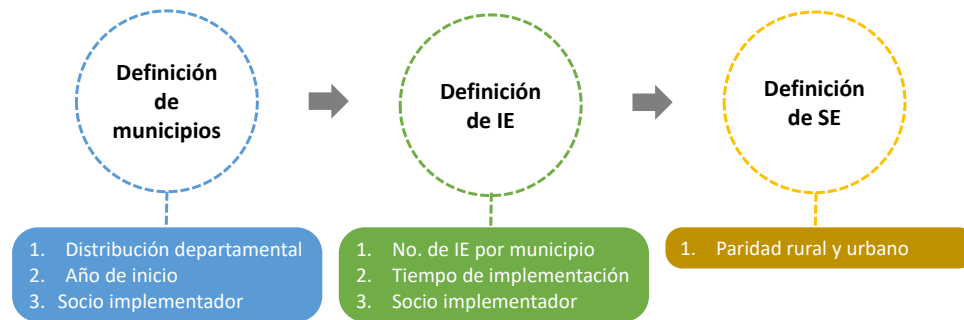 Definición
de
municipios
Definición
de IE
Definición
de SE
1. Distribución departamental
2. Año de inicio
3. Socio implementador
1. No. de IE por municipio
2. Tiempo de implementación
3. Socio implementador
1. Paridad rural y urbano